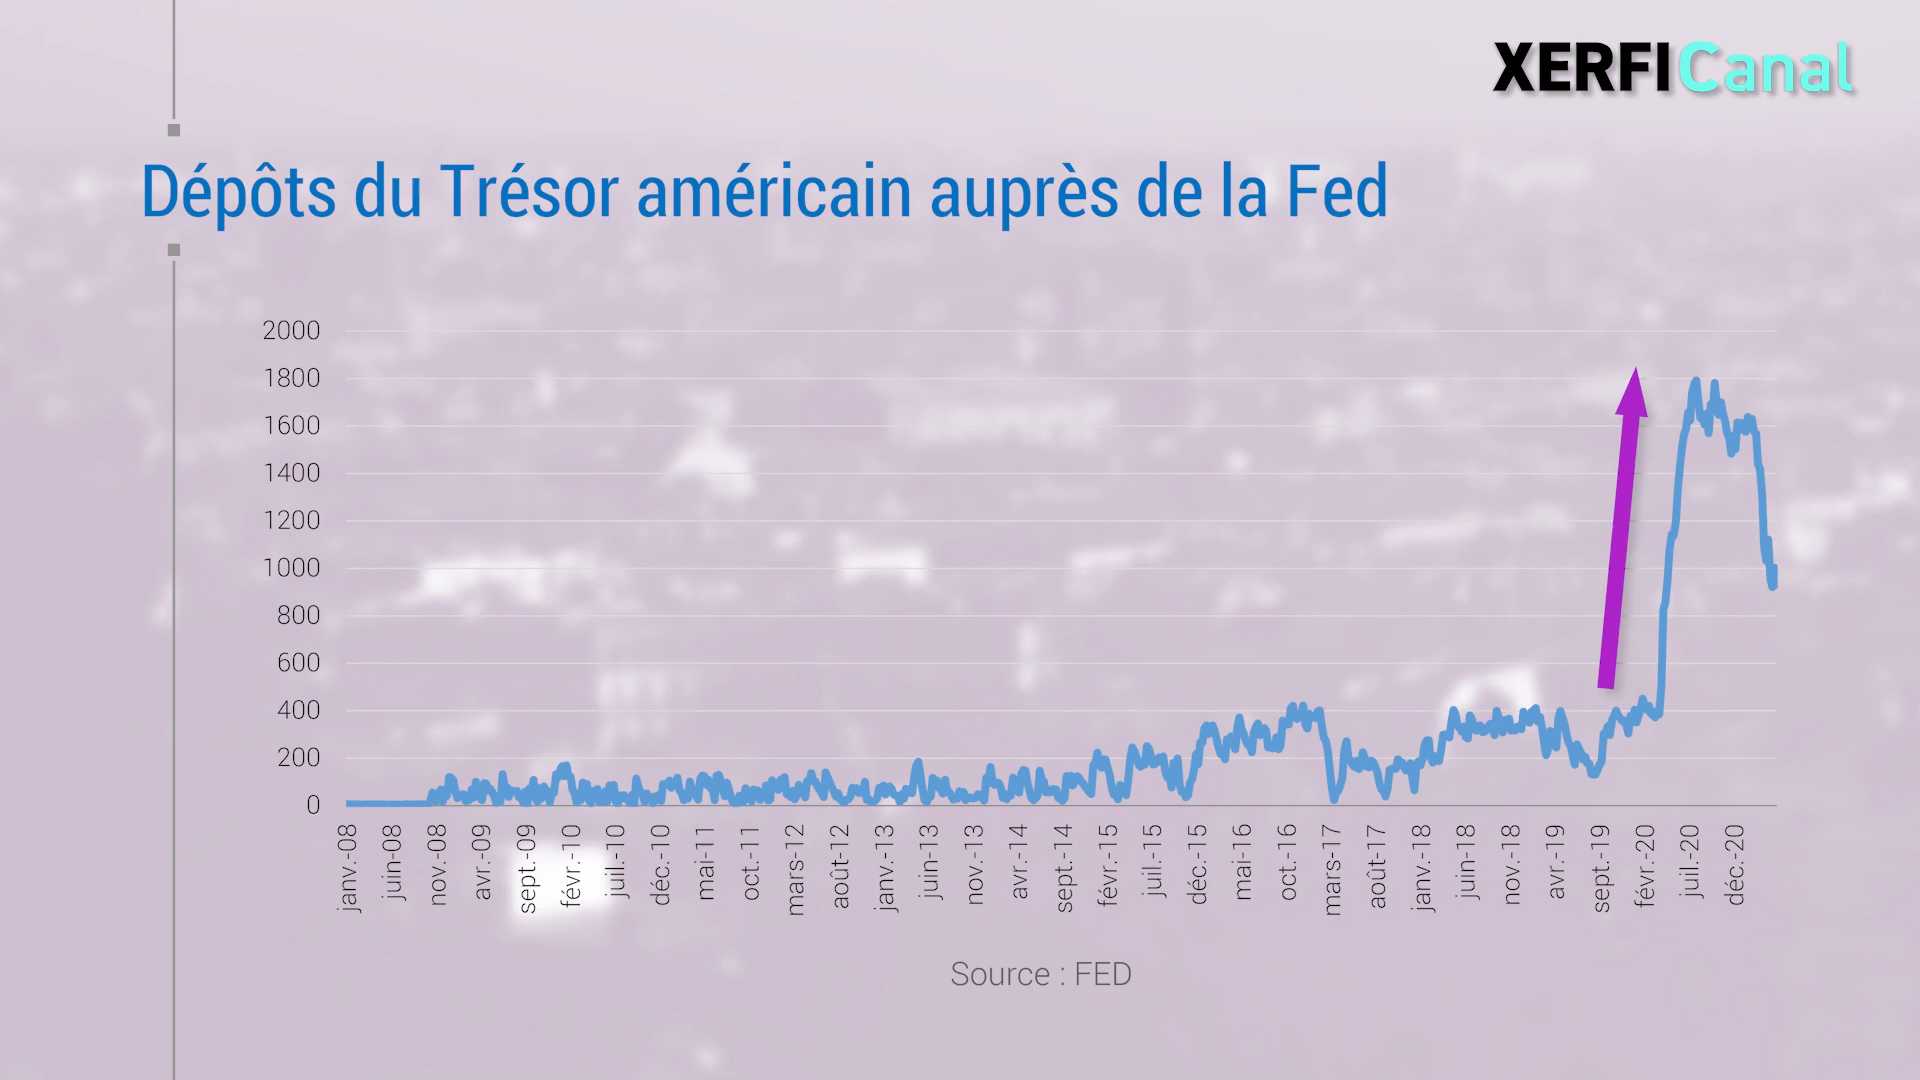 XERFI Canal
Dépôts du Trésor américain auprès de la Fed
2000
1800
1600
1400
1200
1000
800
600
400
200
0
janv.-08
juin-08
nov.-08
avr.-09
sept.-09
févr.-10
juil.-10
déc.-10
mai-11
oct.-11
mars-12
août-12
janv.-13
juin-13
nov.-13
avr.-14
sept.-14
févr.-15
juil.-15
déc.-15
mai-16
oct.-16
mars-17
août-17
janv.-18
juin-18
nov.-18
avr.-19
sept.-19
févr.-20
juil.-20
déc.-20
Source : FED